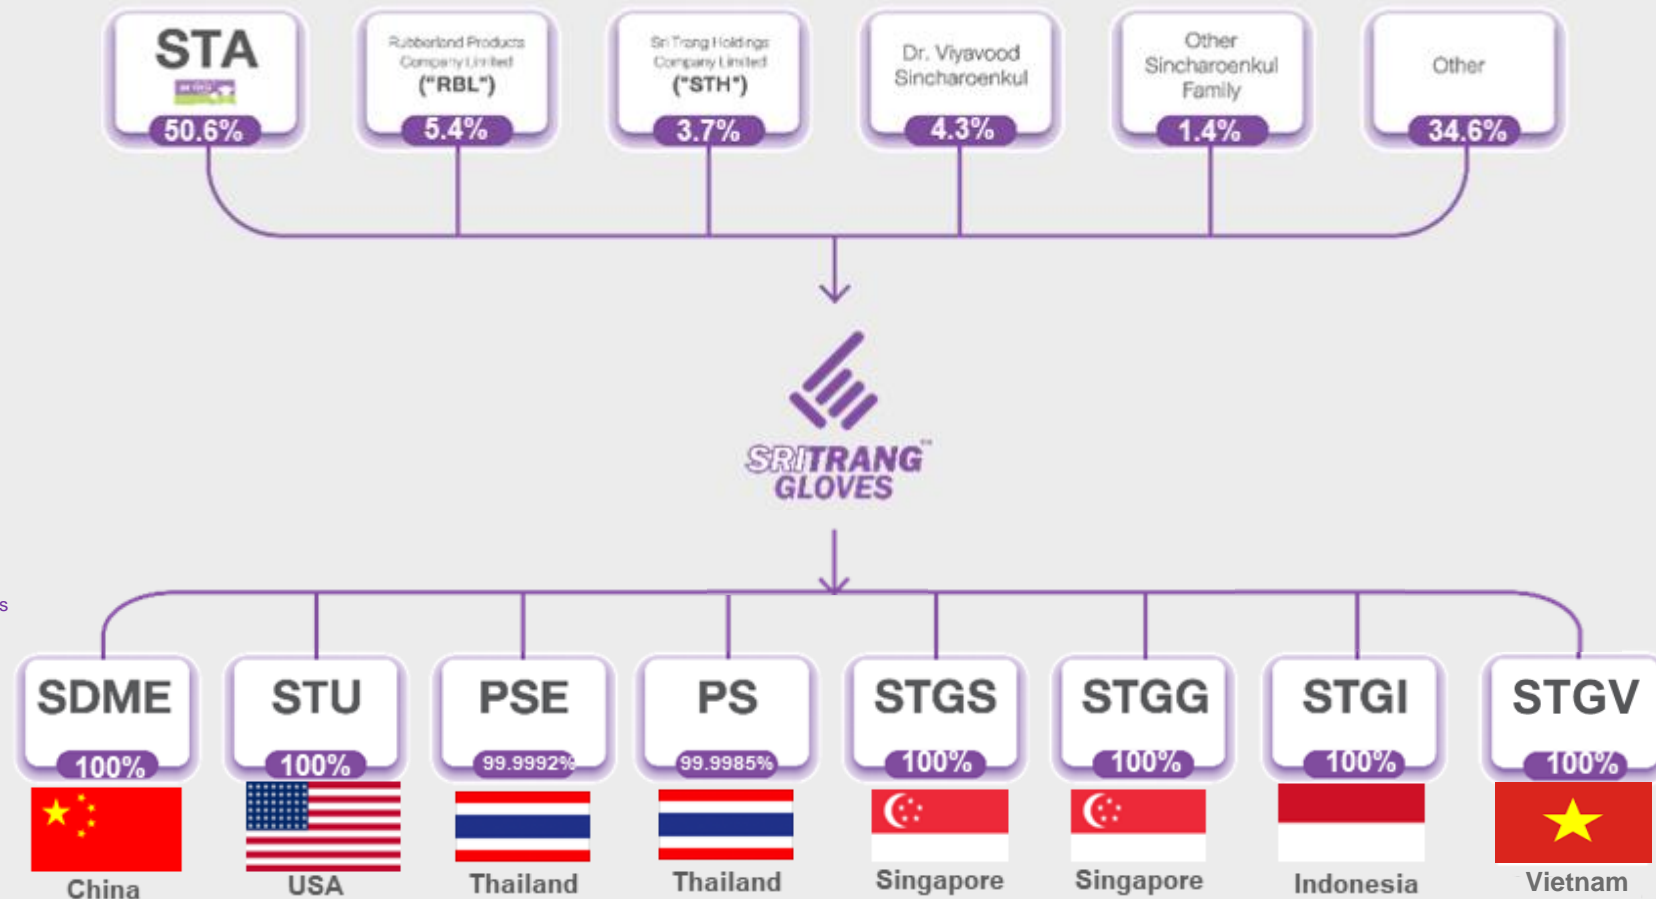 STA
50.6%
Rubberland Products
Company Limited
("RBL")
5.4%
Sri Trang Holdings
Company Limited
("STH")
3.7%
Dr. Viyavood
Sincharoenkul
4.3%
Other
Sincharoenkul
Family
1.4%
Other
34.6%
SRITRANG™
GLOVES
s
SDME
100%
China
STU
100%
USA
PSE
99.9992%
Thailand
PS
99.9985%
Thailand
STGS
100%
Singapore
STGG
100%
Singapore
STGI
100%
Indonesia
STGV
100%
Vietnam